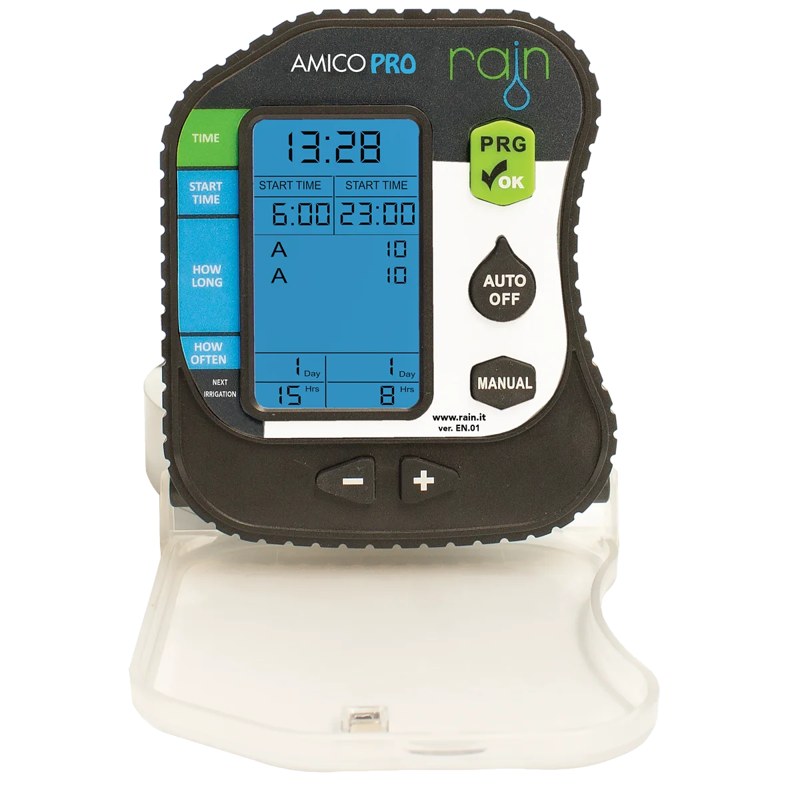 AMICO PRO rain
TIME
13:28
PRG
OK
START TIME
START TIME START TIME
6:00 23:00
HOW LONG
A 10
A 10
AUTO OFF
HOW OFTEN
1 Day 1 Day
NEXT IRRIGATION
15 Hrs 8 Hrs
MANUAL
www.rain.it
ver. EN.01
- +